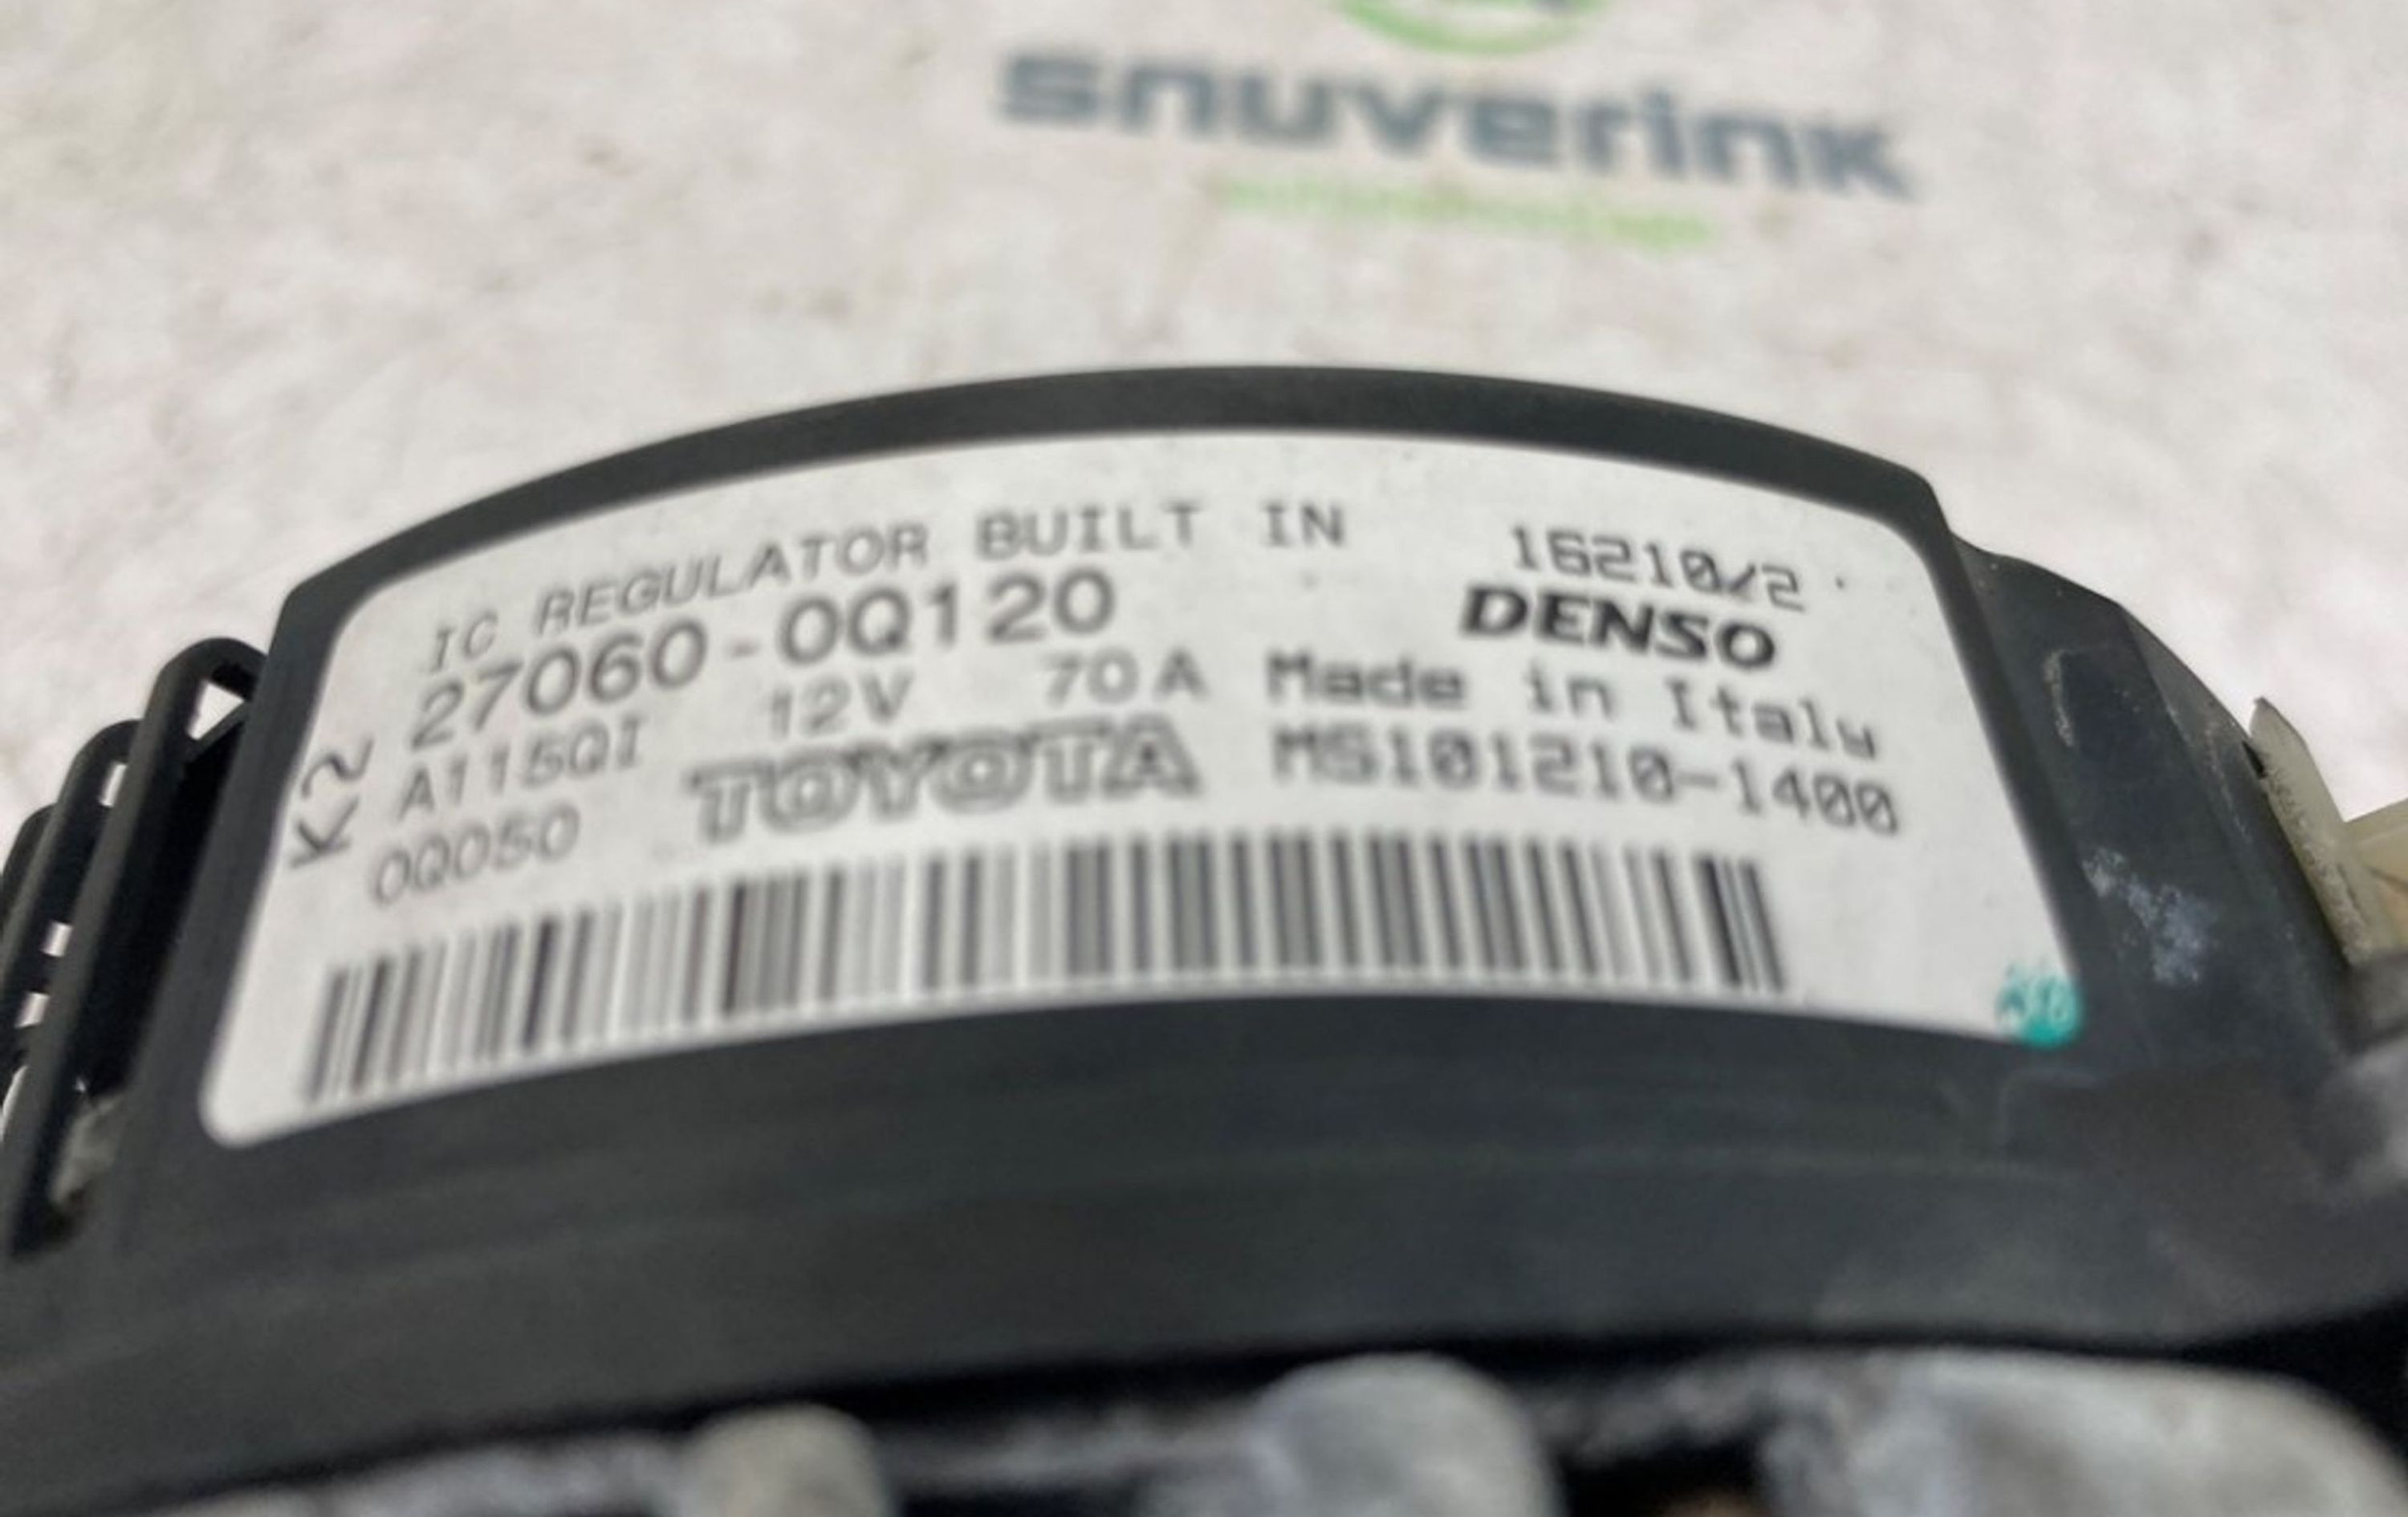 snuverink
IC REGULATOR BUILT IN
16210/2
27060-0Q120
DENSO
K2
A115QI 12V 70A Made in Italy
0Q050 TOYOTA MS101210-1400